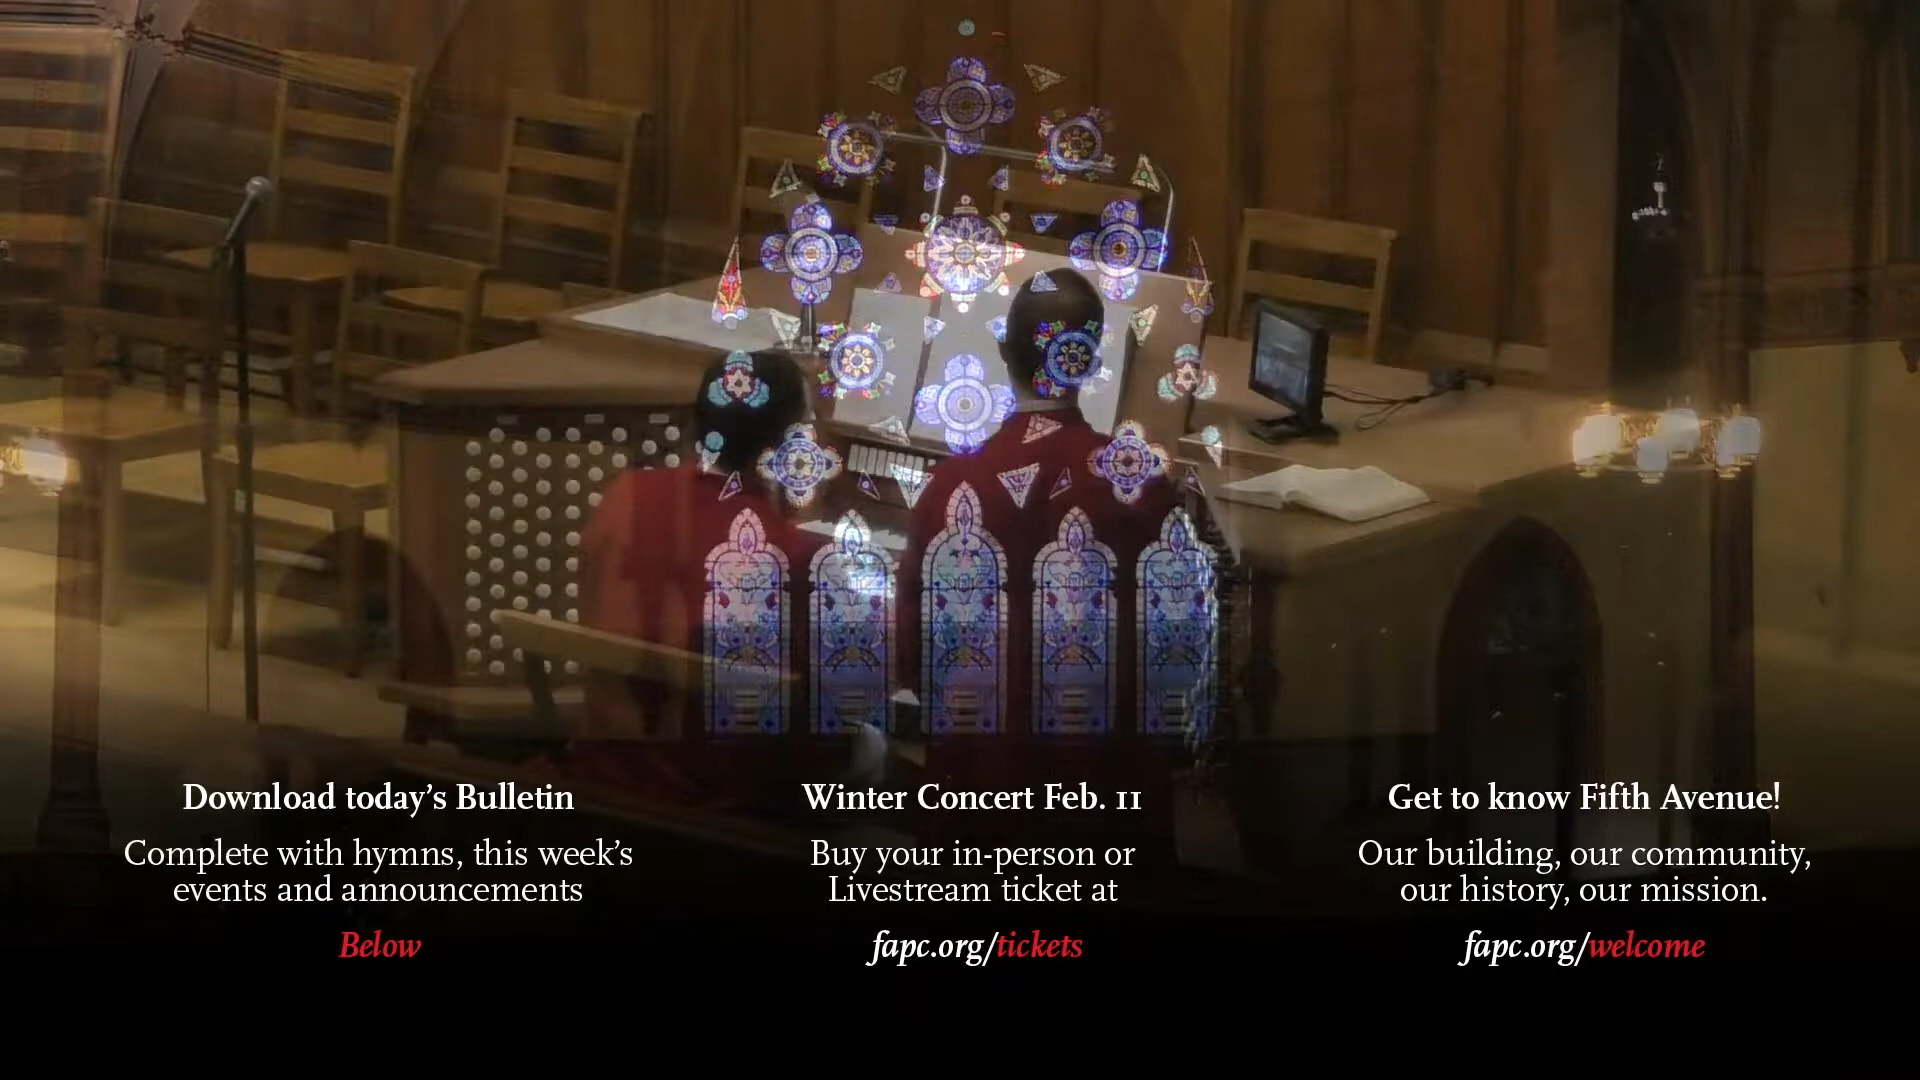 Download today's Bulletin
Complete with hymns, this week's
events and announcements
Below
Winter Concert Feb. 11
Buy your in-person or
Livestream ticket at
fapc.org/tickets
Get to know Fifth Avenue!
Our building, our community,
our history, our mission.
fapc.org/welcome